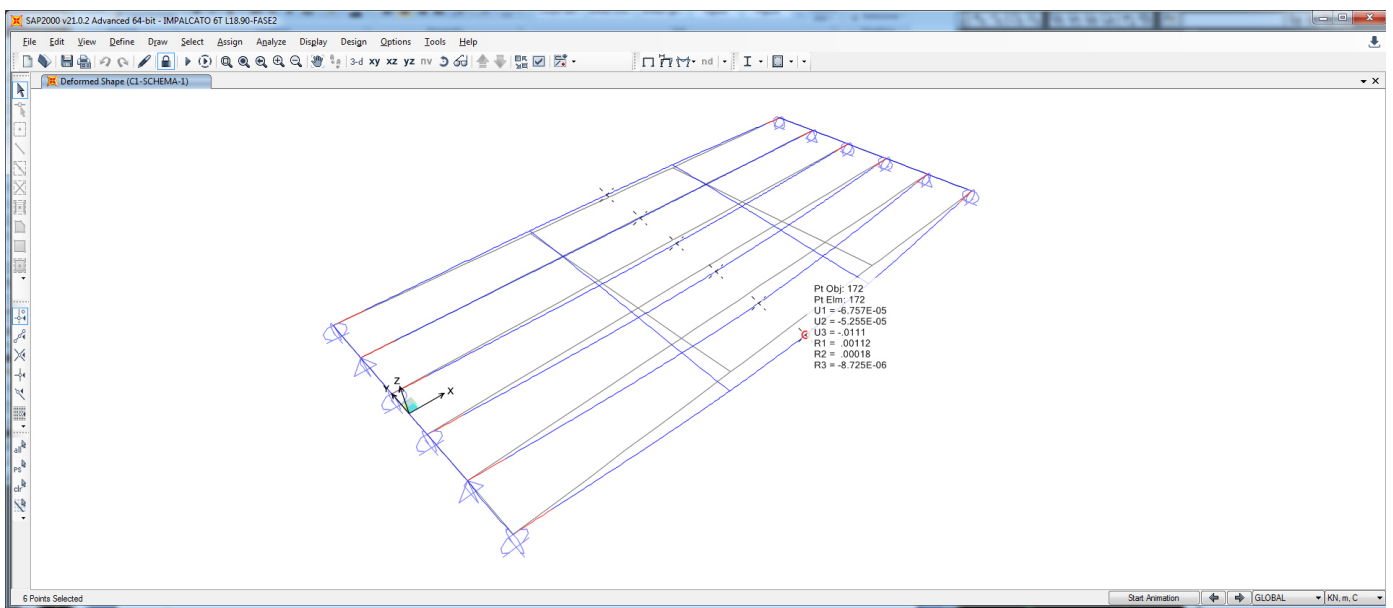 SAP2000 v21.0.2 Advanced 64-bit - IMPALCATO 6T L18.90-FASE2
File Edit View Define Draw Select Assign Analyze Display Design Options Tools Help
3-d xy xz yz nv nd
Deformed Shape (C1-SCHEMA-1)
Pt Obj: 172
Pt Elm: 172
U1 = -6.757E-05
U2 = -5.255E-05
U3 = -.0111
R1 = .00112
R2 = .00018
R3 = -8.725E-06
Z
Y
X
all
PS
clr
6 Points Selected
Start Animation
GLOBAL
KN, m, C